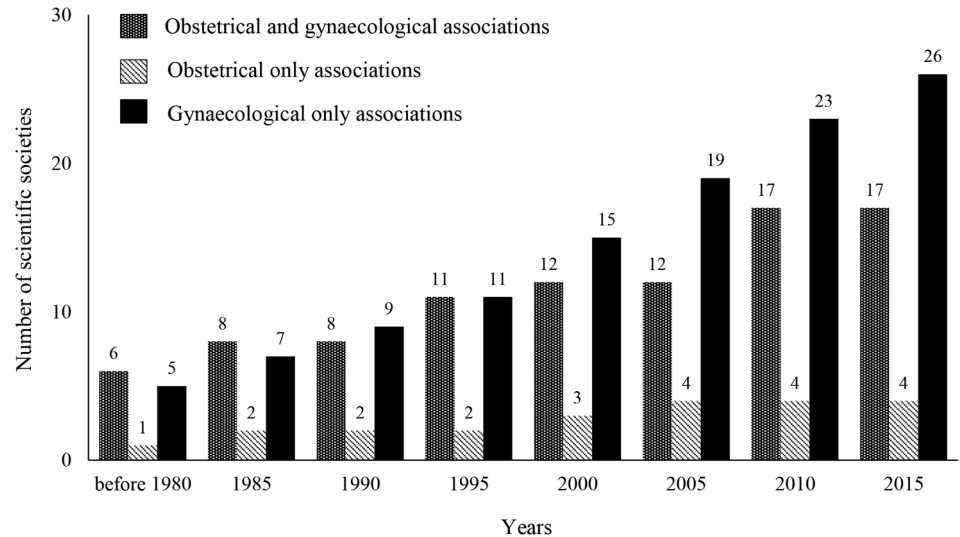 30
20
10
0
Number of scientific societies
Obstetrical and gynaecological associations
Obstetrical only associations
Gynaecological only associations
6 1 5
8 2 7
8 2 9
11 2 11
12 3 15
12 4 19
17 4 23
17 4 26
before 1980 1985 1990 1995 2000 2005 2010 2015
Years